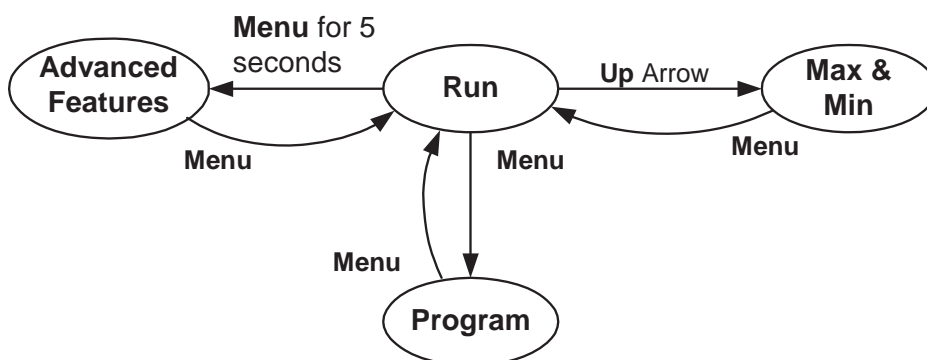 Menu for 5
seconds
Advanced
Features
Run
Up Arrow
Max &
Min
Menu
Menu
Menu
Menu
Program